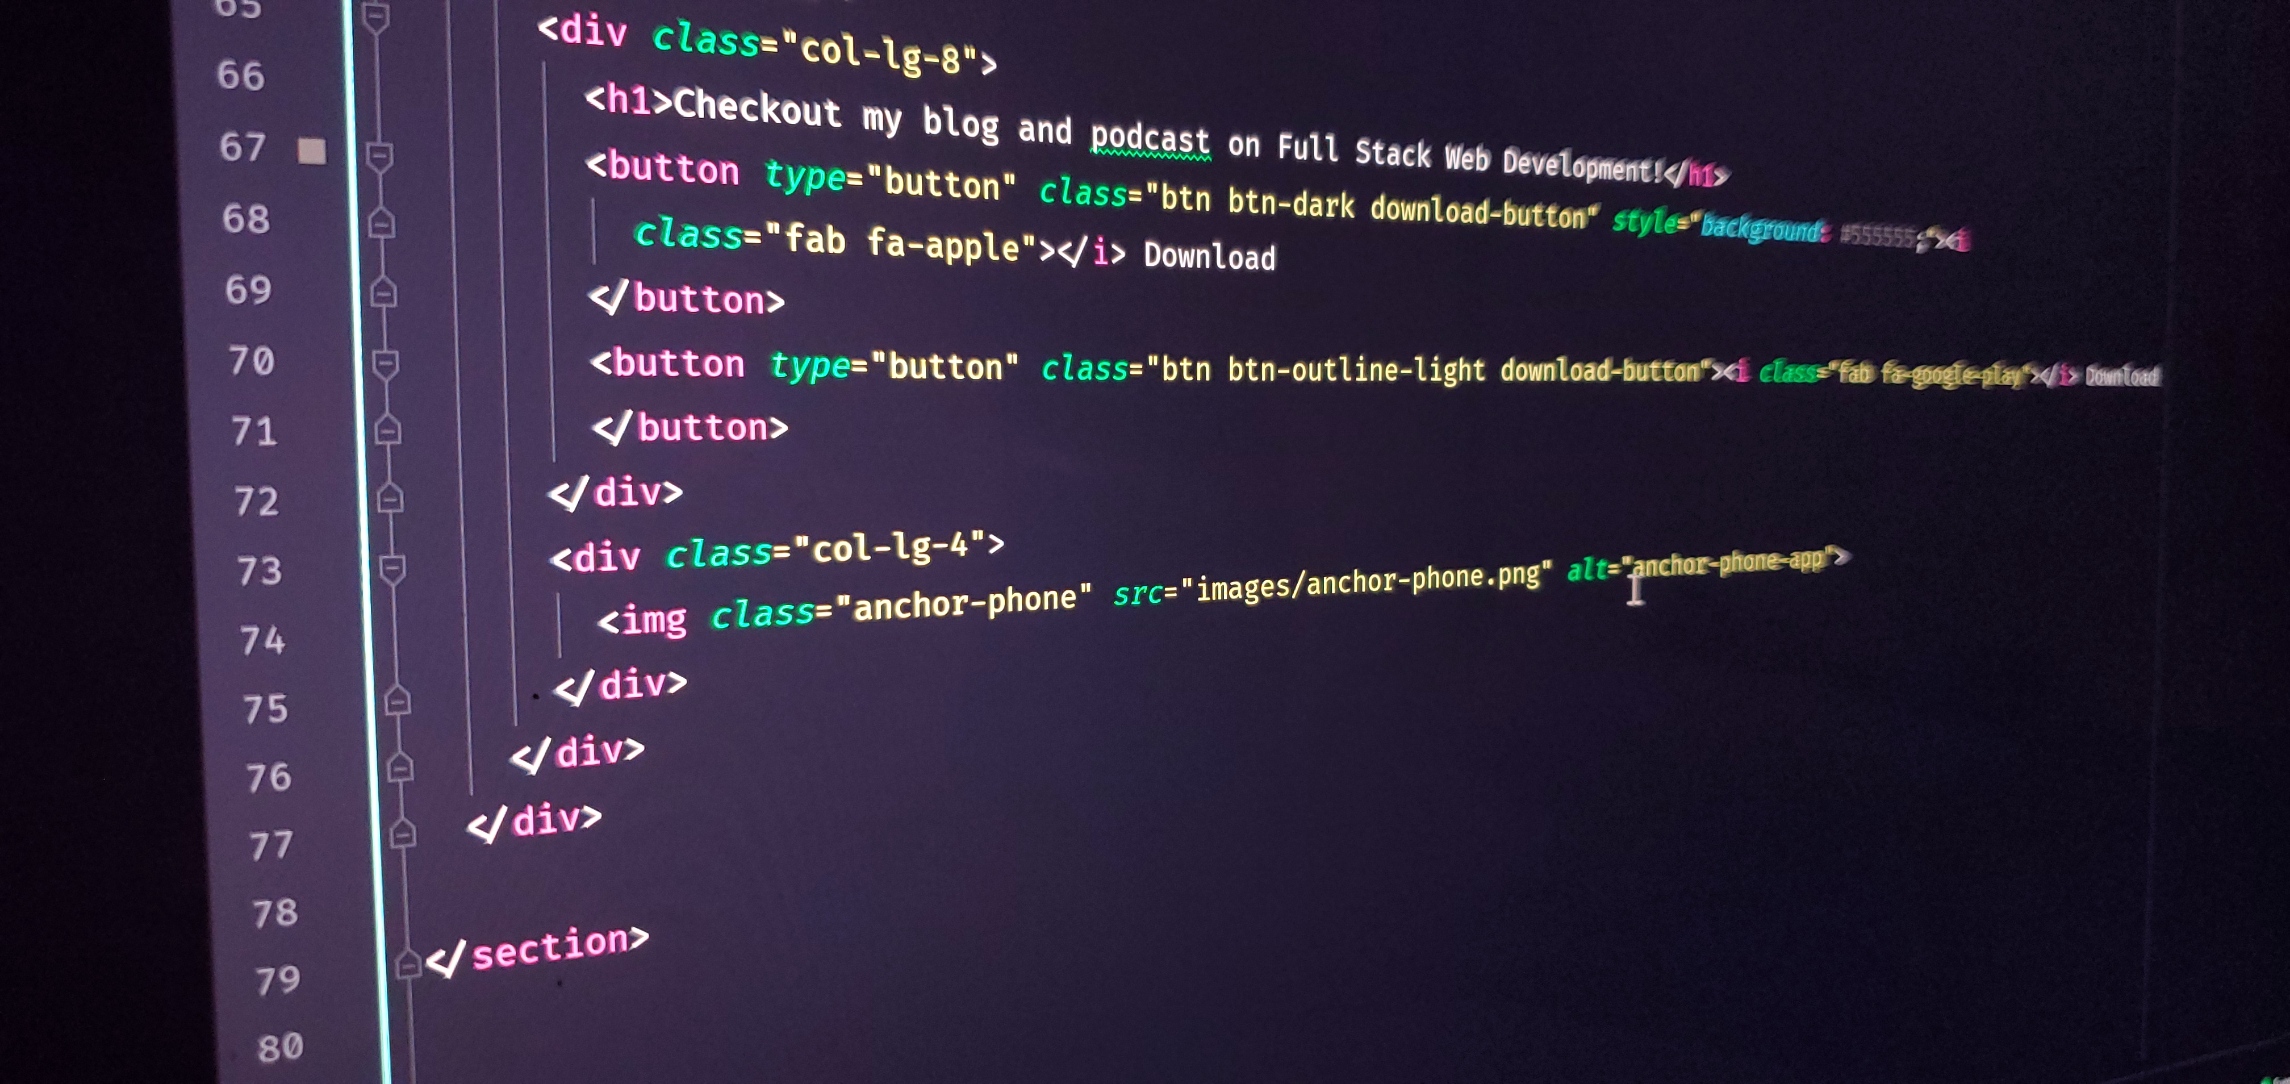 65 <div class="col-lg-8">
66 <h1>Checkout my blog and podcast on Full Stack Web Development!</h1>
67 <button type="button" class="btn btn-dark download-button" style="background: #555555;"><i
68 class="fab fa-apple"></i> Download
69 </button>
70 <button type="button" class="btn btn-outline-light download-button"><i class="fab fa-google-play"></i> Download
71 </button>
72 </div>
73 <div class="col-lg-4">
74 <img class="anchor-phone" src="images/anchor-phone.png" alt="anchor-phone-app">
75 </div>
76 </div>
77 </div>
78
79 </section>
80